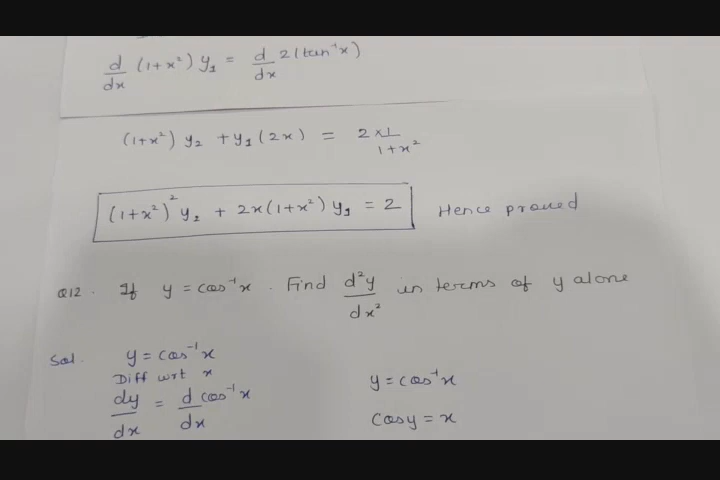 d/dx (1+x²) y₁ = d/dx 2(tan⁻¹x)
(1+x²) y₂ + y₁(2x) = 2×1/1+x²
(1+x²)² y₂ + 2x(1+x²) y₁ = 2 Hence proved
Q12. If y = cos⁻¹x. Find d²y/dx² in terms of y alone
Sol. y = cos⁻¹x
Diff wrt x
dy/dx = d/dx cos⁻¹x
y = cos⁻¹x
Cosy = x